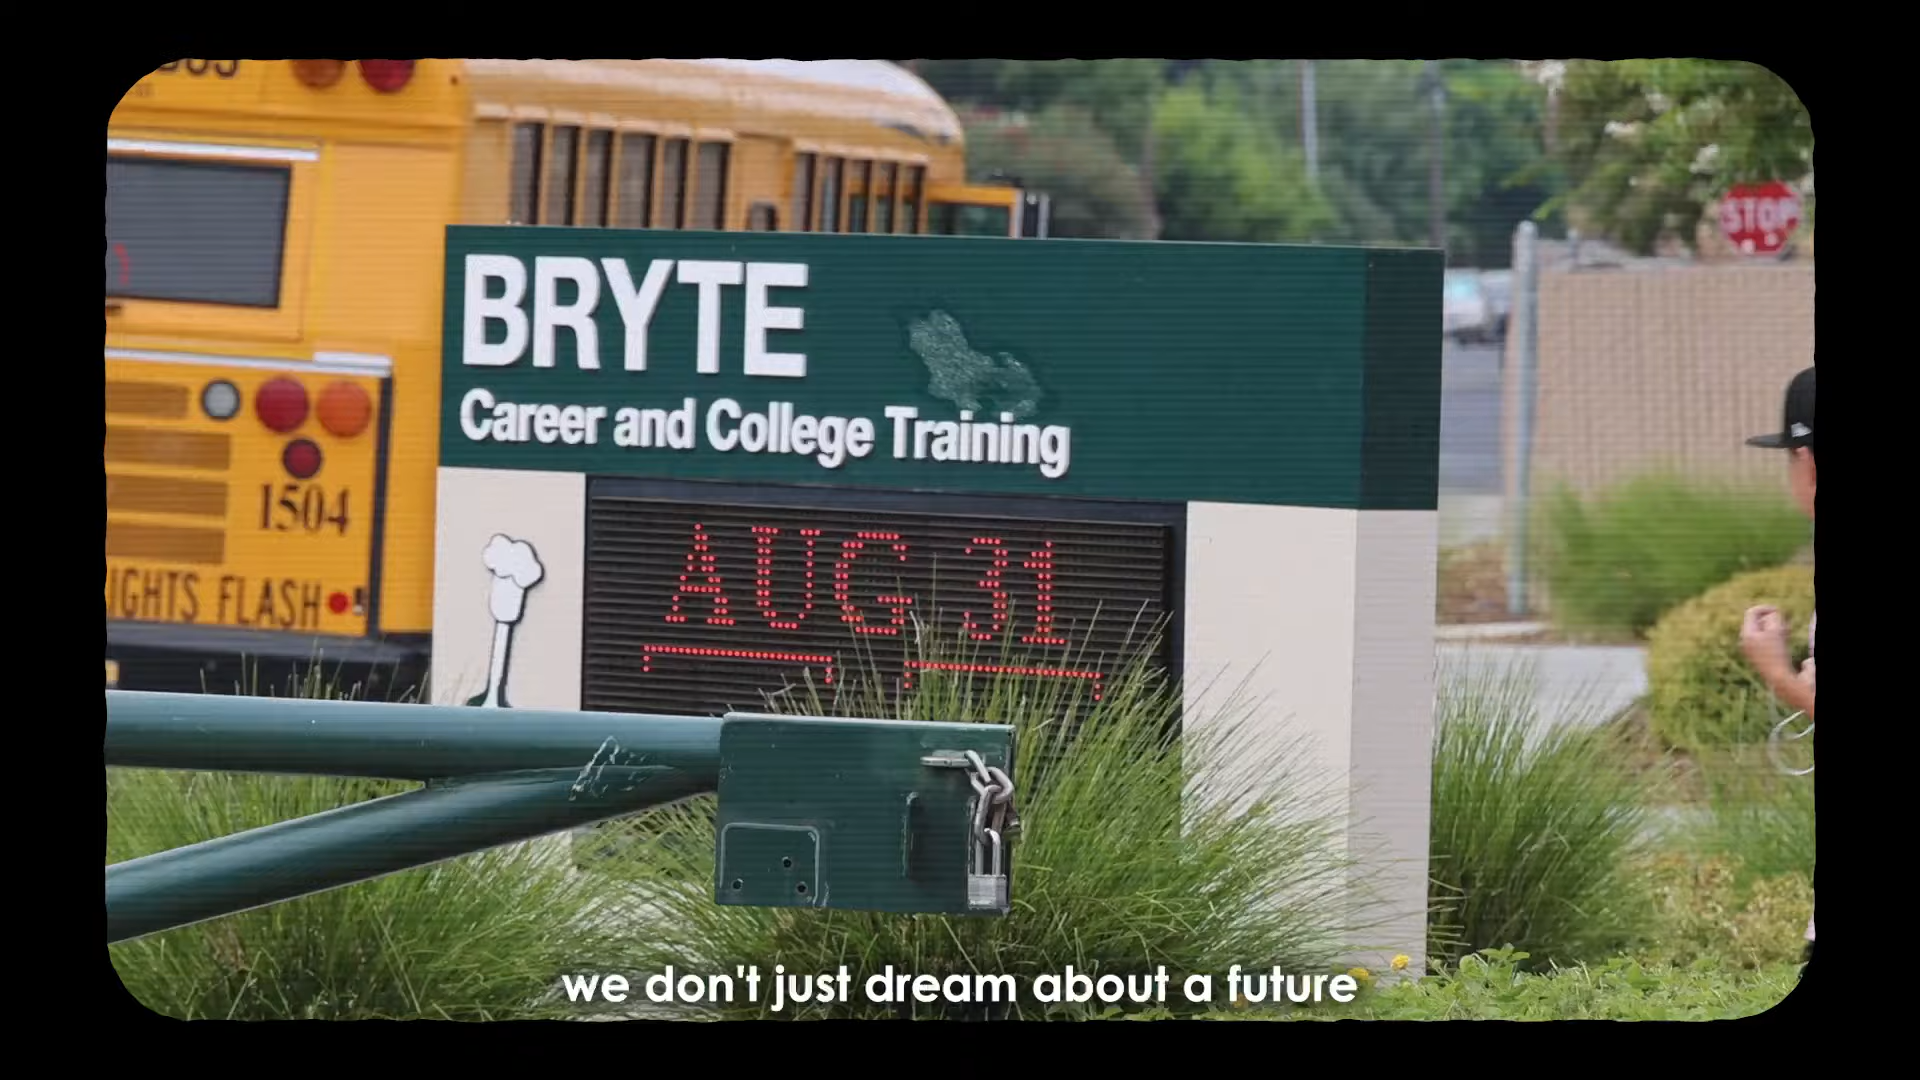 STOP
BRYTE
Career and College Training
1504
AUG 31
IGHTS FLASH
we don't just dream about a future